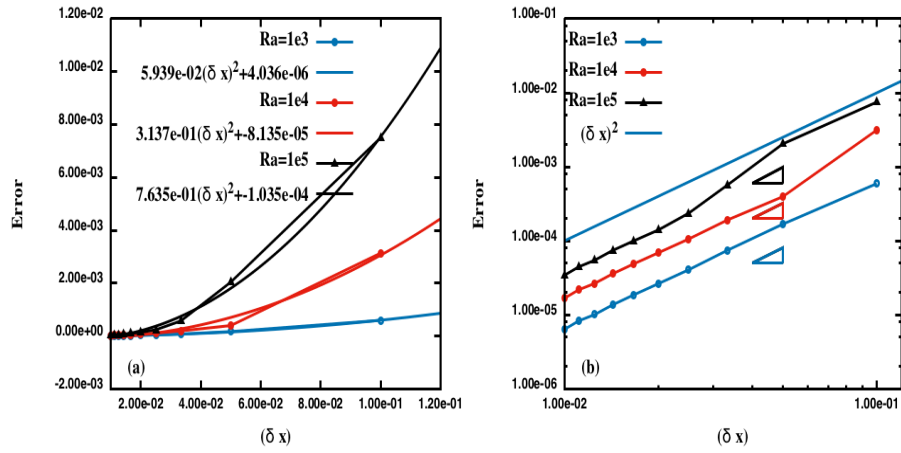 1.20e-02
1.00e-02
8.00e-03
6.00e-03
4.00e-03
2.00e-03
0.00e+00
-2.00e-03
Error
Ra=1e3
5.939e-02(δ x)²+4.036e-06
Ra=1e4
3.137e-01(δ x)²+-8.135e-05
Ra=1e5
7.635e-01(δ x)²+-1.035e-04
(a)
2.00e-02 4.00e-02 6.00e-02 8.00e-02 1.00e-01 1.20e-01
(δ x)
1.00e-01
1.00e-02
1.00e-03
1.00e-04
1.00e-05
1.00e-06
Error
Ra=1e3
Ra=1e4
Ra=1e5
(δ x)²
(b)
1.00e-02 1.00e-01
(δ x)